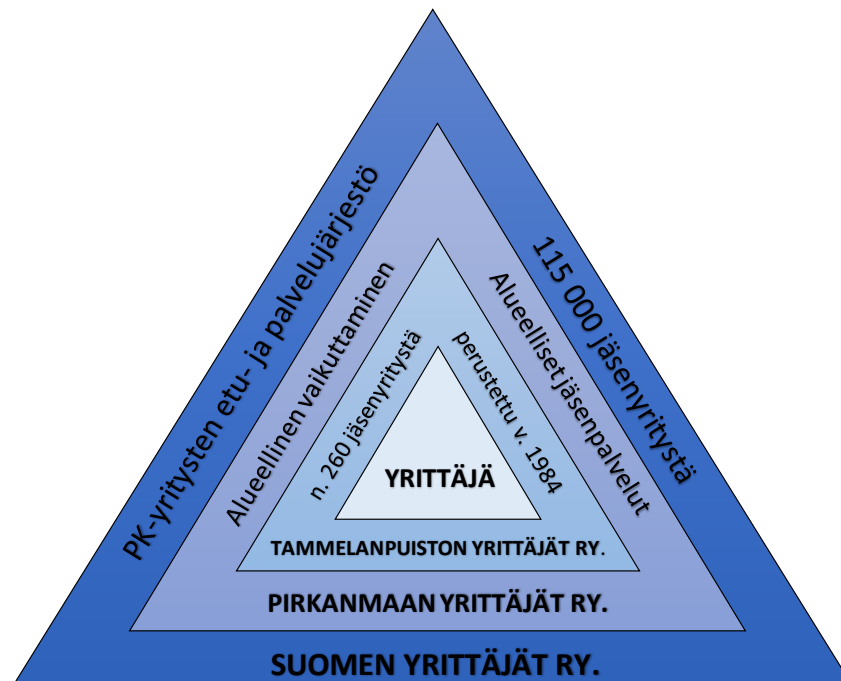 PK-yritysten etu- ja palvelujärjestö
115 000 jäsenyritystä
Alueellinen vaikuttaminen
Alueelliset jäsenpalvelut
n. 260 jäsenyritystä
perustettu v. 1984
YRITTÄJÄ
TAMMELANPUISTON YRITTÄJÄT RY.
PIRKANMAAN YRITTÄJÄT RY.
SUOMEN YRITTÄJÄT RY.